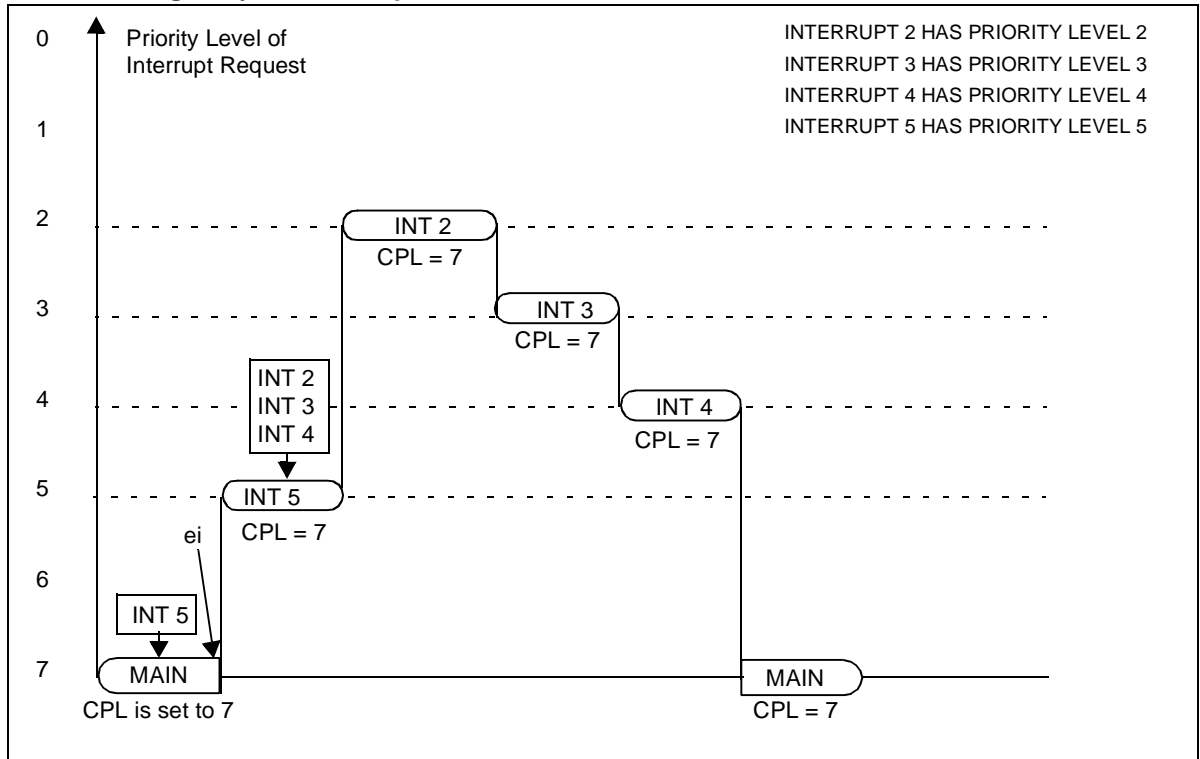 0
Priority Level of
Interrupt Request
INTERRUPT 2 HAS PRIORITY LEVEL 2
INTERRUPT 3 HAS PRIORITY LEVEL 3
INTERRUPT 4 HAS PRIORITY LEVEL 4
INTERRUPT 5 HAS PRIORITY LEVEL 5
1
2
INT 2
CPL = 7
3
INT 3
CPL = 7
INT 2
INT 3
INT 4
4
INT 4
CPL = 7
5
INT 5
CPL = 7
ei
6
INT 5
7
MAIN
CPL is set to 7
MAIN
CPL = 7